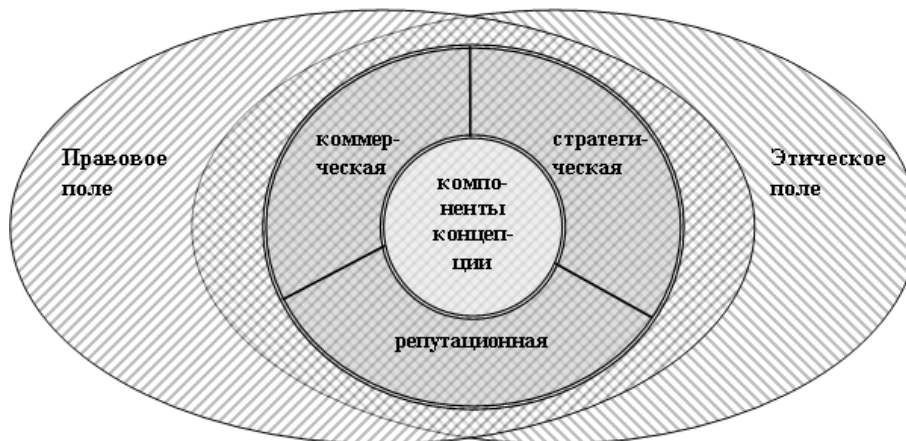 Правовое
поле
коммер-
ческая
стратеги-
ческая
Этическое
поле
компо-
ненты
концеп-
ции
репутационная